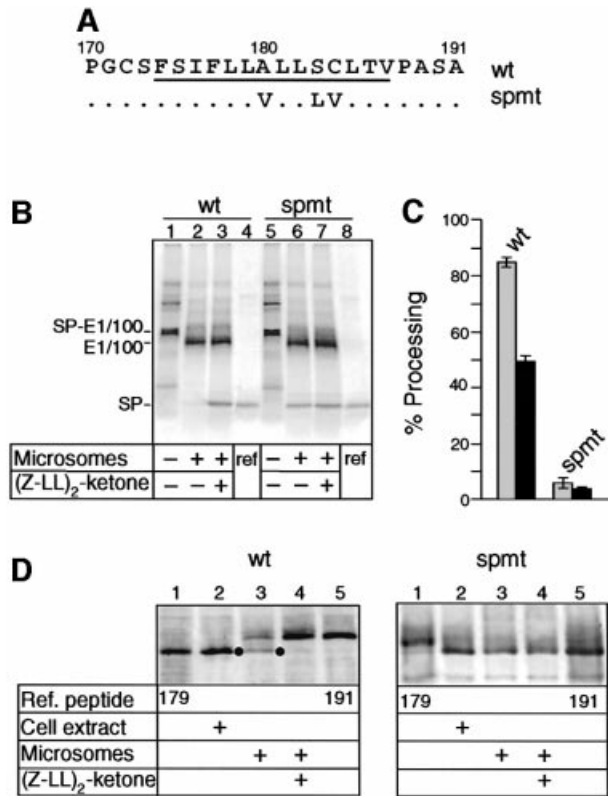 A
170 180 191
PGCSFSIFLLALLSCLTVPASA wt
..........V..LV....... spmt
B
wt spmt
1 2 3 4 5 6 7 8
SP-E1/100
E1/100
SP
Microsomes – + + ref – + + ref
(Z-LL)2-ketone – – + – – +
C
% Processing
100
80
60
40
20
0
wt
spmt
D
wt spmt
1 2 3 4 5 1 2 3 4 5
Ref. peptide 179 191 179 191
Cell extract + +
Microsomes + + + +
(Z-LL)2-ketone + +